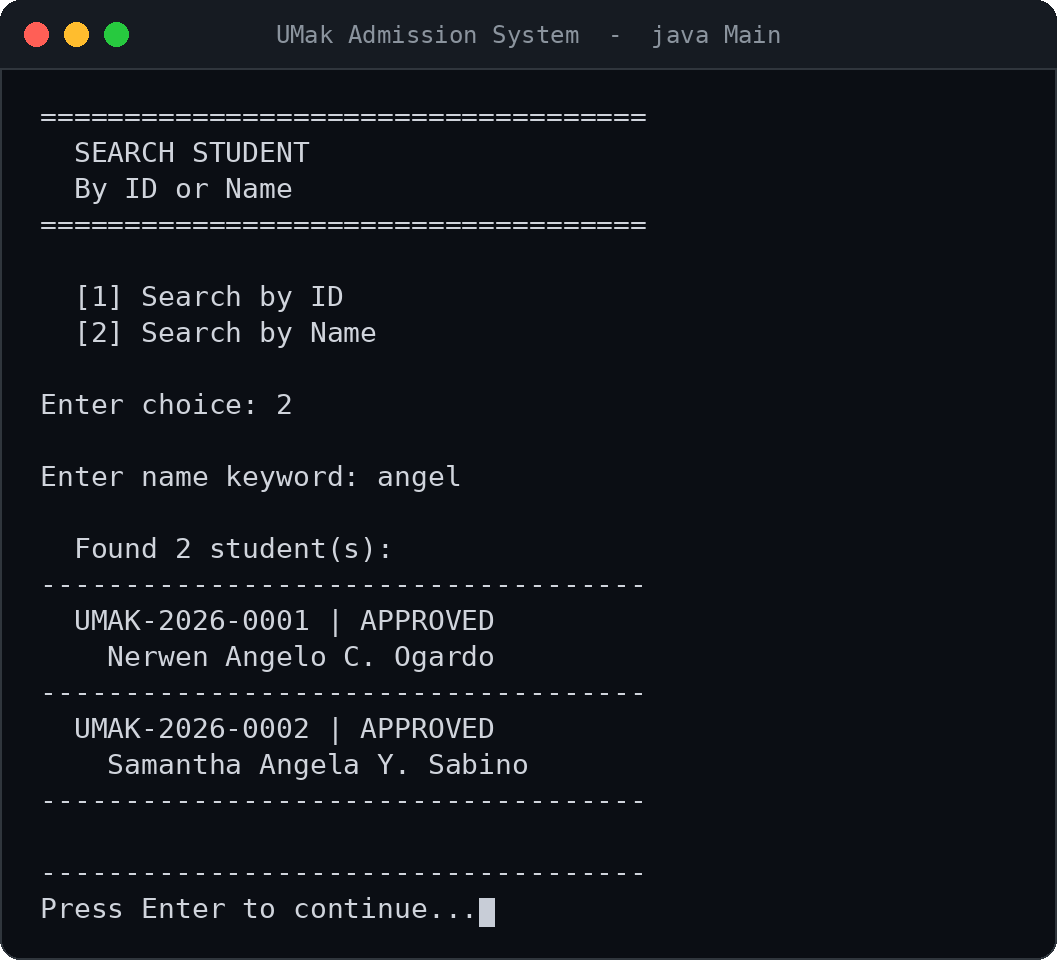 UMak Admission System  -  java Main
====================================
  SEARCH STUDENT
  By ID or Name
====================================
  [1] Search by ID
  [2] Search by Name
Enter choice: 2
Enter name keyword: angel
  Found 2 student(s):
------------------------------------
  UMAK-2026-0001 | APPROVED
    Nerwen Angelo C. Ogardo
------------------------------------
  UMAK-2026-0002 | APPROVED
    Samantha Angela Y. Sabino
------------------------------------
------------------------------------
Press Enter to continue...